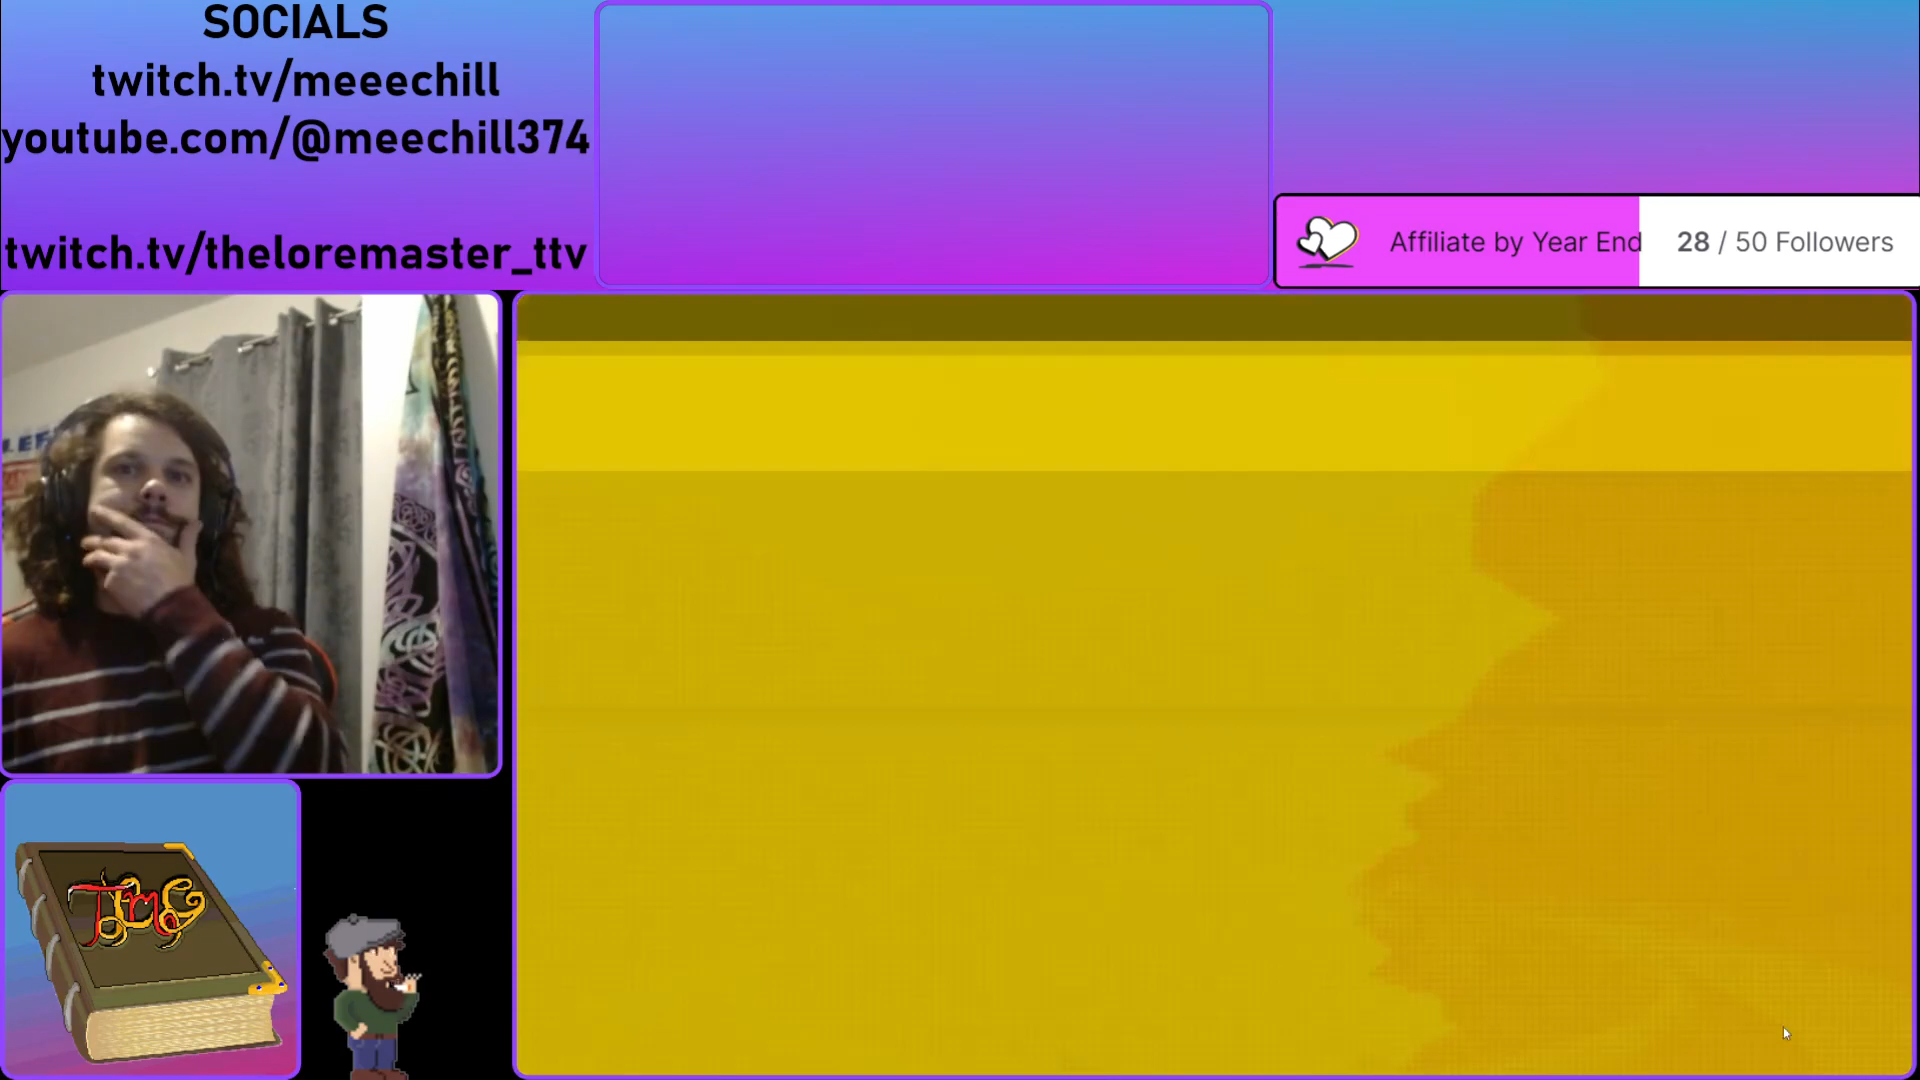 SOCIALS
twitch.tv/meeechill
youtube.com/@meechill374
twitch.tv/theloremaster_ttv
Affiliate by Year End 28 / 50 Followers